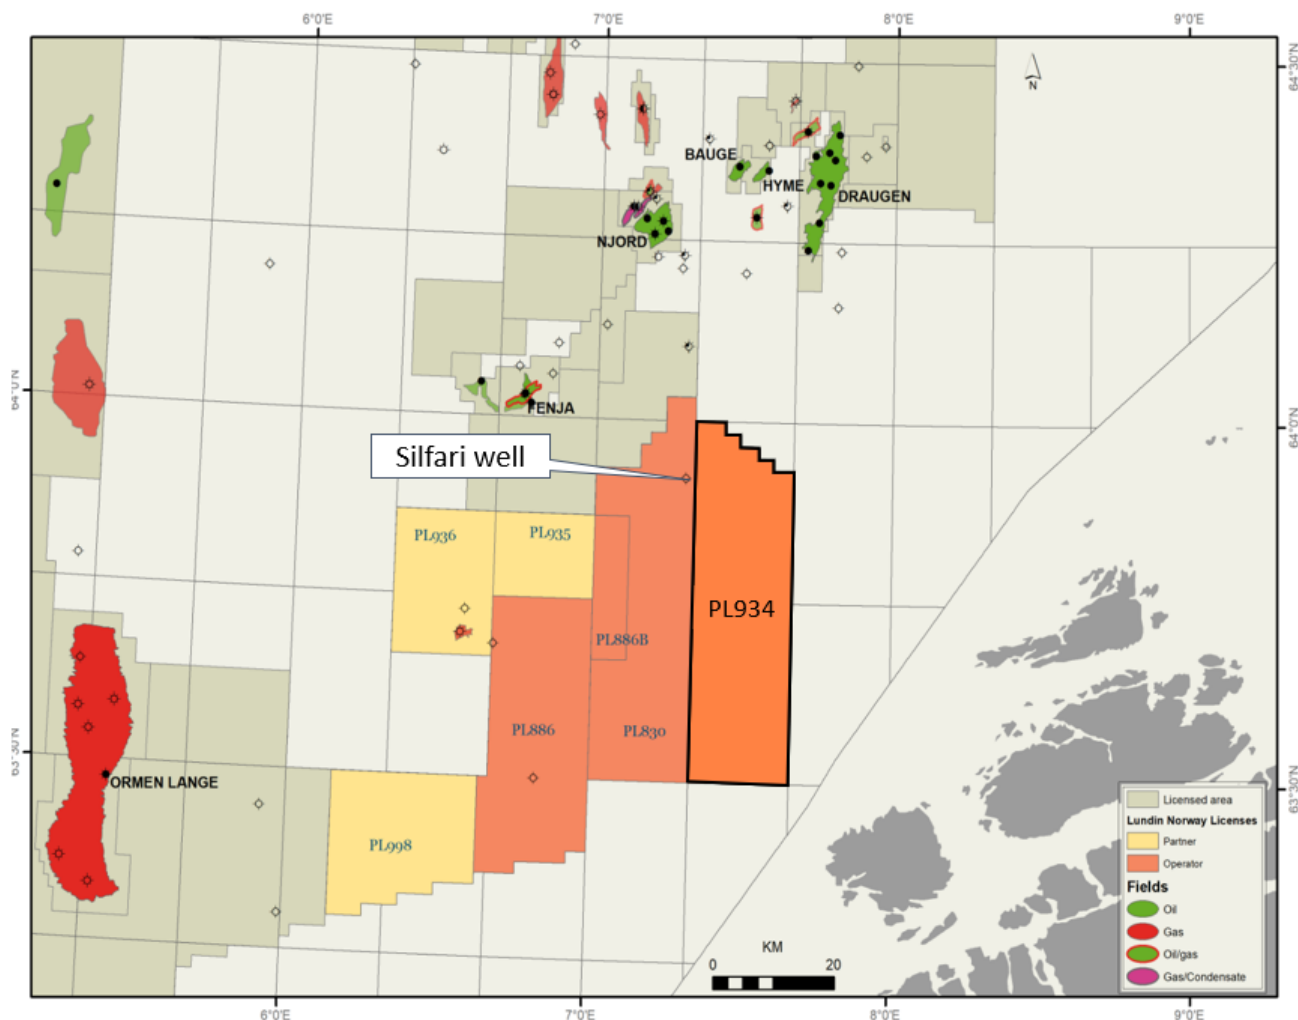 6°0'E 7°0'E 8°0'E 9°0'E
64°30'N
N
BAUGE
HYME
DRAUGEN
NJORD
64°0'N
FENJA
64°0'N
Silfari well
PL936
PL935
PL934
PL886B
PL886
PL830
63°30'N
ORMEN LANGE
63°30'N
PL998
Licensed area
Lundin Norway Licenses
Partner
Operator
Fields
Oil
Gas
Oil/gas
Gas/Condensate
KM
0 20
6°0'E 7°0'E 8°0'E 9°0'E